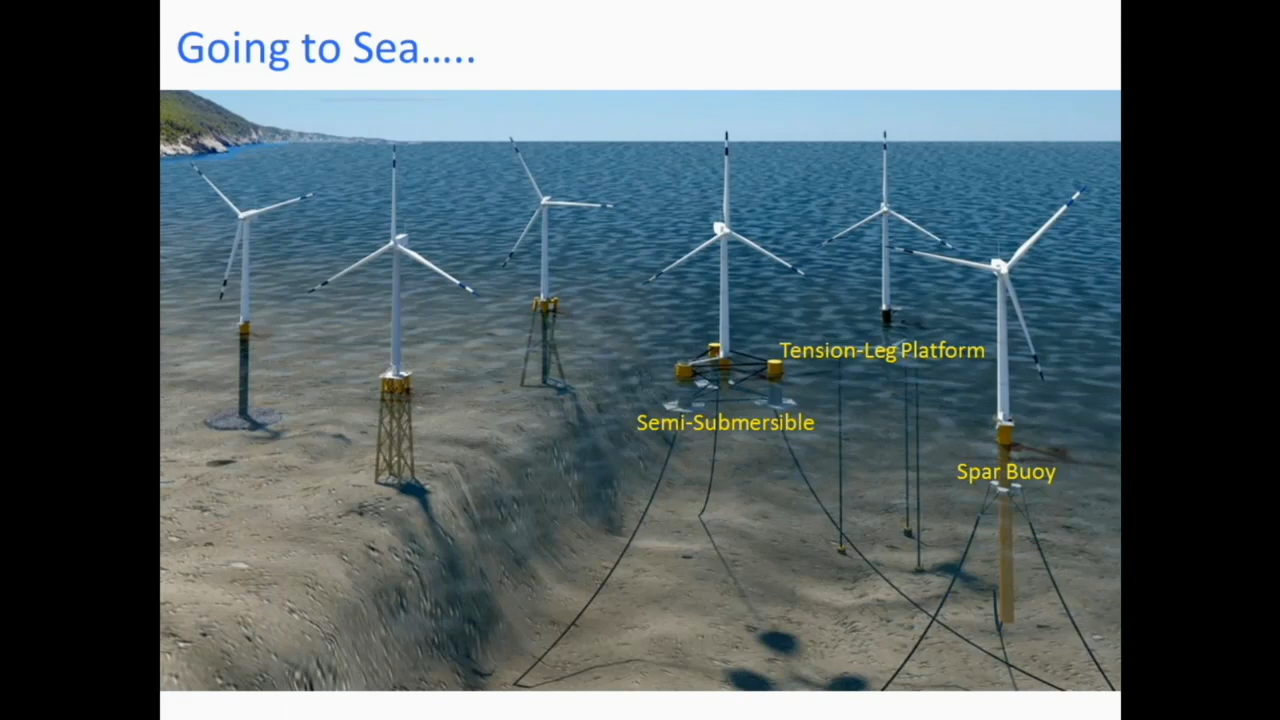 Going to Sea.....
Tension-Leg Platform
Semi-Submersible
Spar Buoy